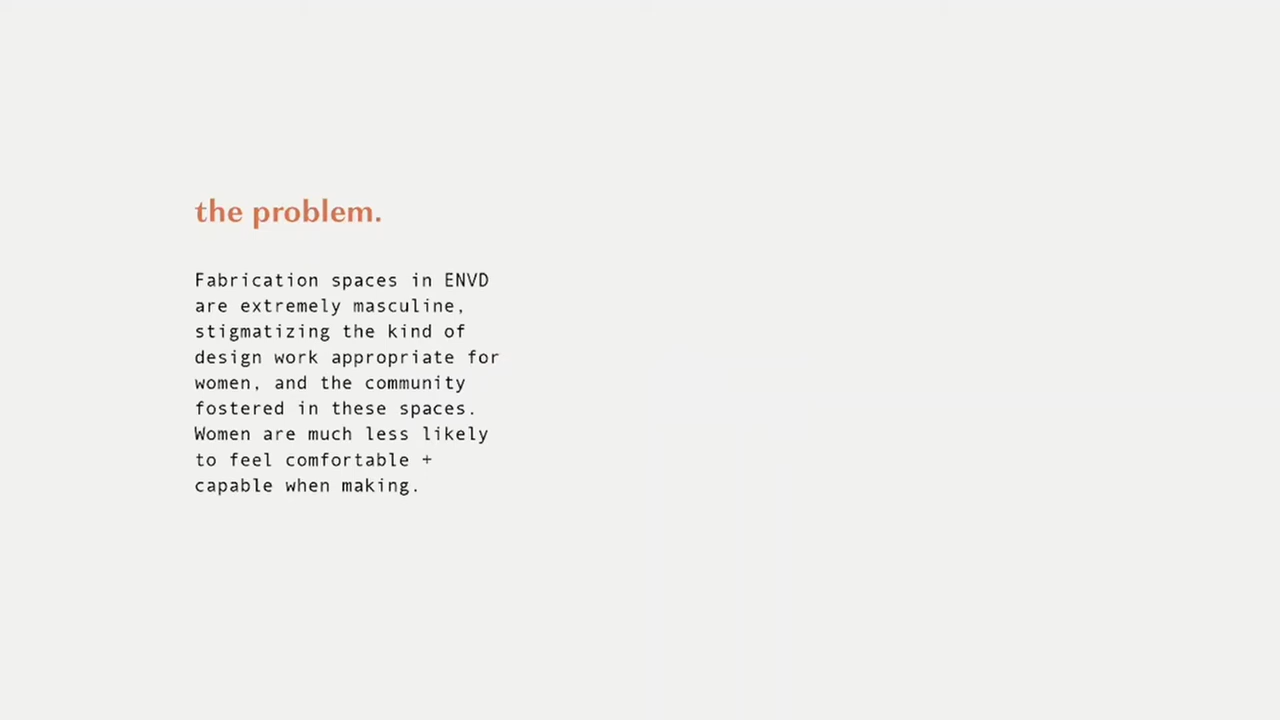 the problem.
Fabrication spaces in ENVD
are extremely masculine,
stigmatizing the kind of
design work appropriate for
women, and the community
fostered in these spaces.
Women are much less likely
to feel comfortable +
capable when making.